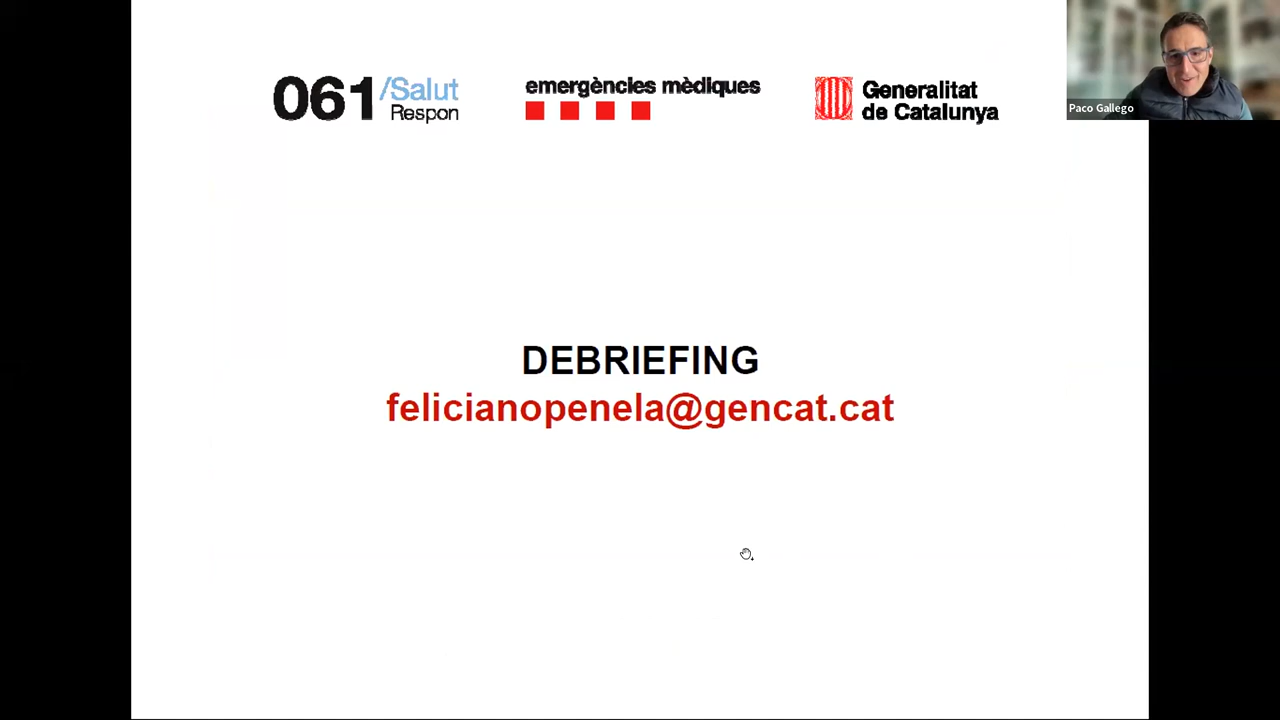 061/Salut
Respon
emergències mèdiques
Generalitat
de Catalunya
Paco Gallego
DEBRIEFING
felicianopenela@gencat.cat